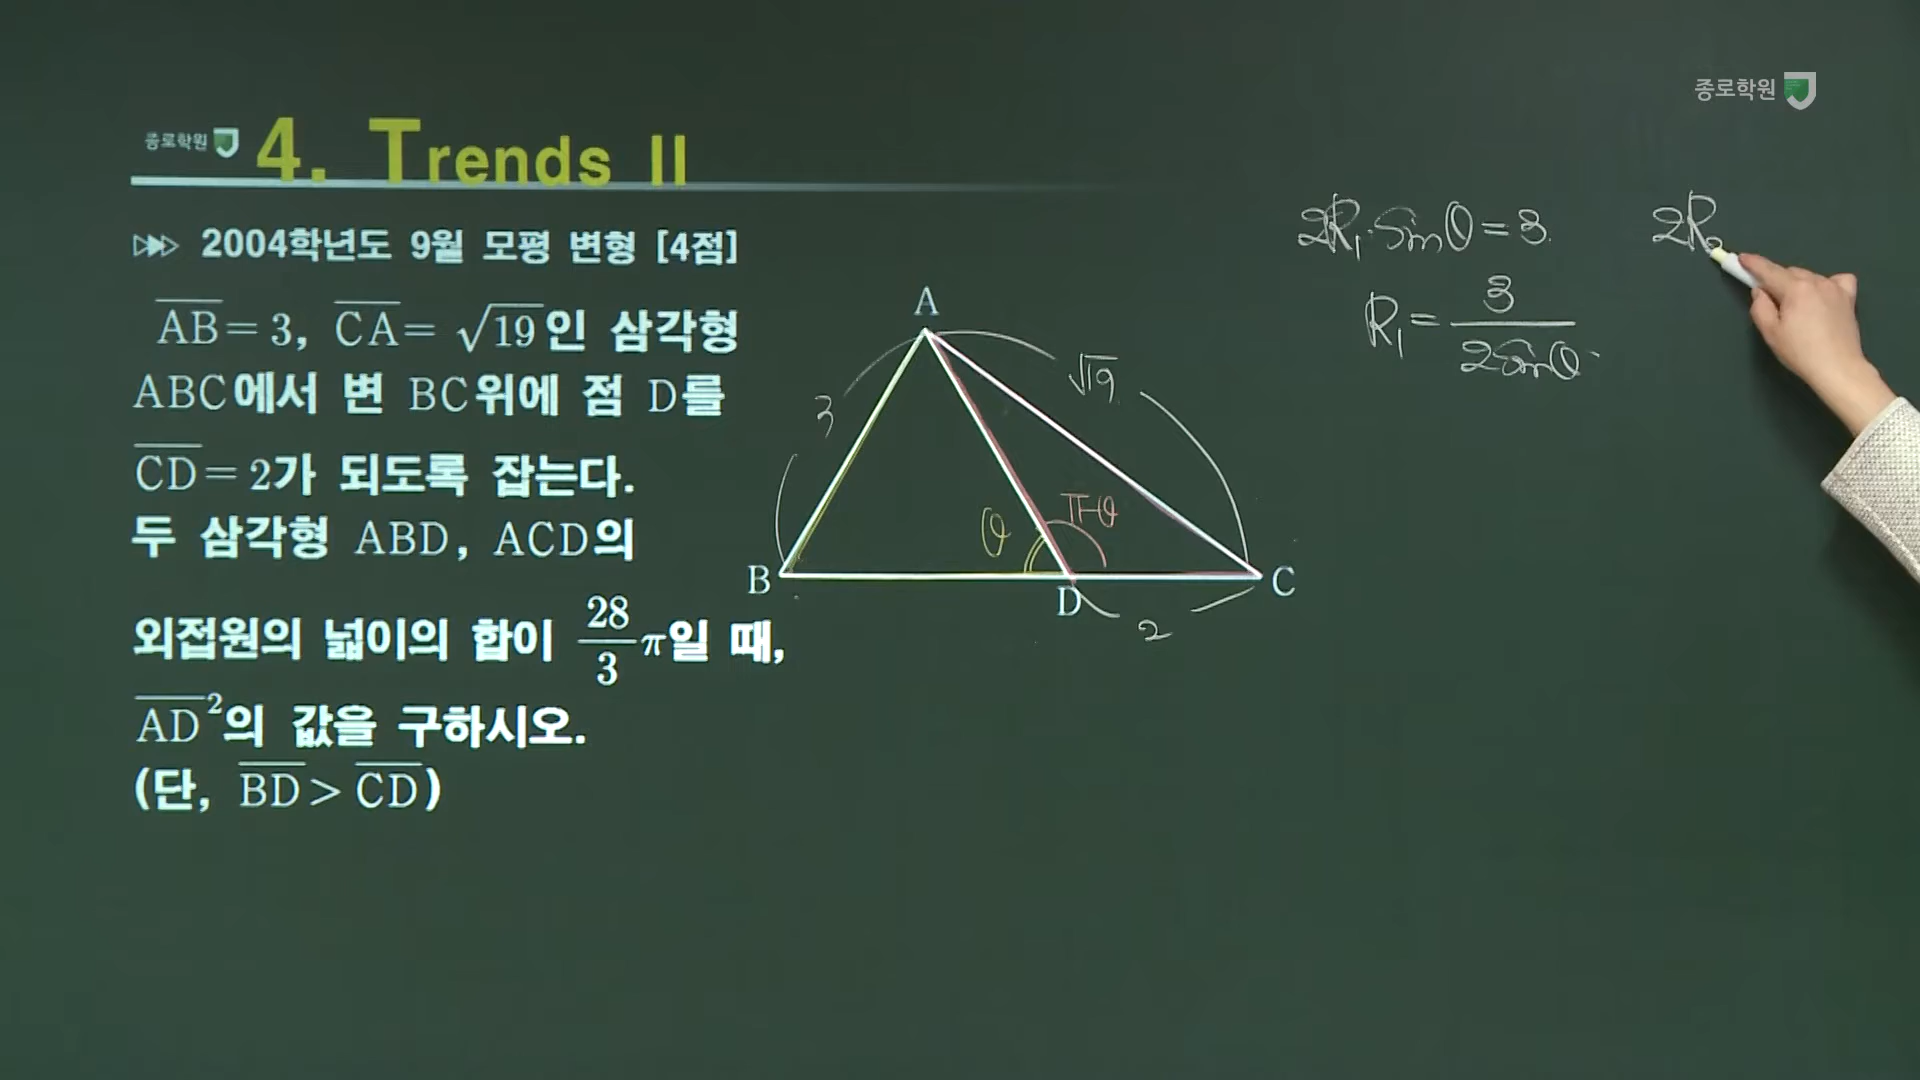 종로학원
종로학원
4. Trends II
2004학년도 9월 모평 변형 [4점]
AB = 3, CA = √19인 삼각형
ABC에서 변 BC위에 점 D를
CD = 2가 되도록 잡는다.
두 삼각형 ABD, ACD의
외접원의 넓이의 합이 28/3 π일 때,
AD²의 값을 구하시오.
(단, BD > CD)
A
3
√19
θ
π-θ
B
D
C
2
2R₁·sinθ = 3.
R₁ = 3/2sinθ
2R₂